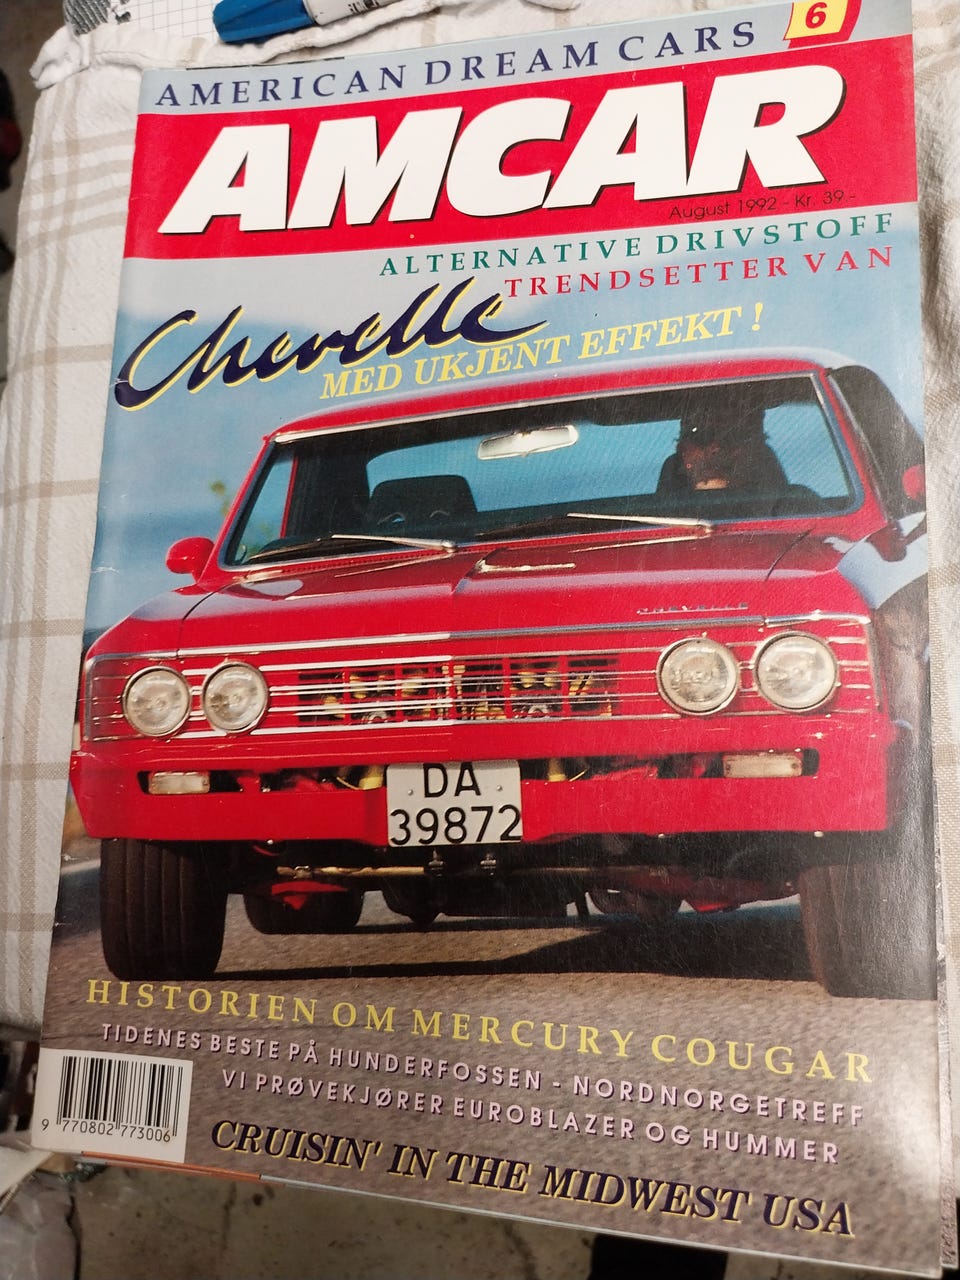 AMERICAN DREAM CARS
6
AMCAR
August 1992 - Kr. 39 -
ALTERNATIVE DRIVSTOFF
TRENDSETTER VAN
Chevelle
MED UKJENT EFFEKT !
CHEVELLE
DA
39872
HISTORIEN OM MERCURY COUGAR
TIDENES BESTE PÅ HUNDERFOSSEN - NORDNORGETREFF
VI PRØVEKJØRER EUROBLAZER OG HUMMER
CRUISIN' IN THE MIDWEST USA
9 770802 773006